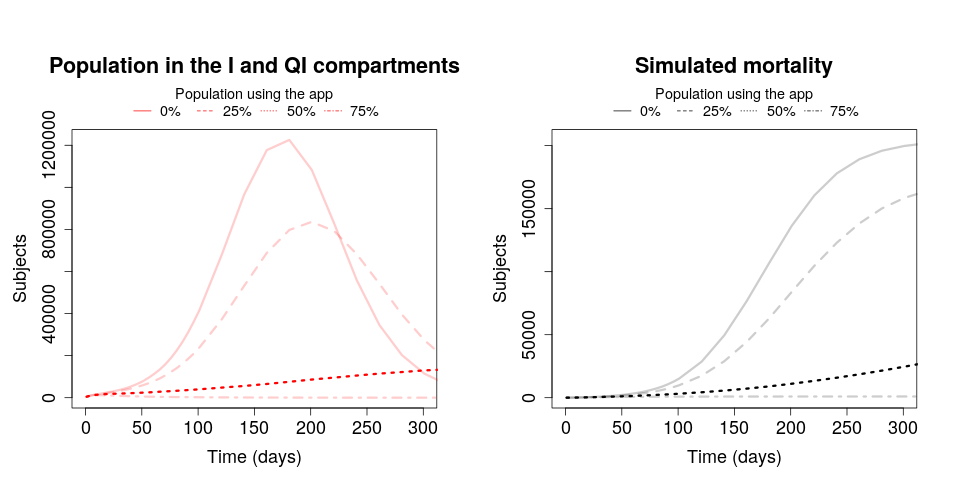 Population in the I and QI compartments
Population using the app
0% 25% 50% 75%
Subjects
0 400000 800000 1200000
0 50 100 150 200 250 300
Time (days)
Simulated mortality
Population using the app
0% 25% 50% 75%
Subjects
0 50000 150000
0 50 100 150 200 250 300
Time (days)